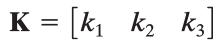 K = [k₁ k₂ k₃]